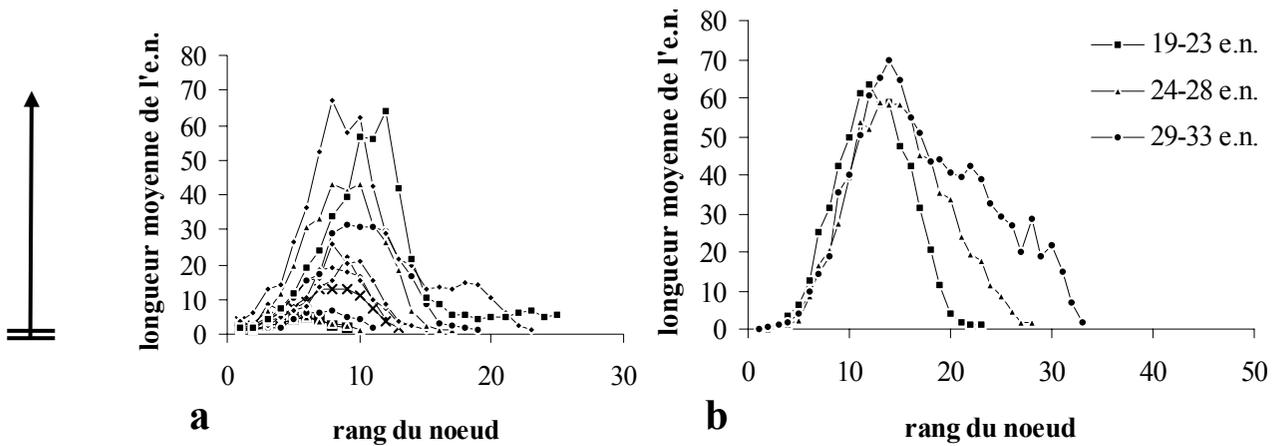 longueur moyenne de l'e.n.
80
70
60
50
40
30
20
10
0
0 10 20 30
a
rang du noeud
longueur moyenne de l'e.n.
80
70
60
50
40
30
20
10
0
0 10 20 30 40 50
b
rang du noeud
19-23 e.n.
24-28 e.n.
29-33 e.n.